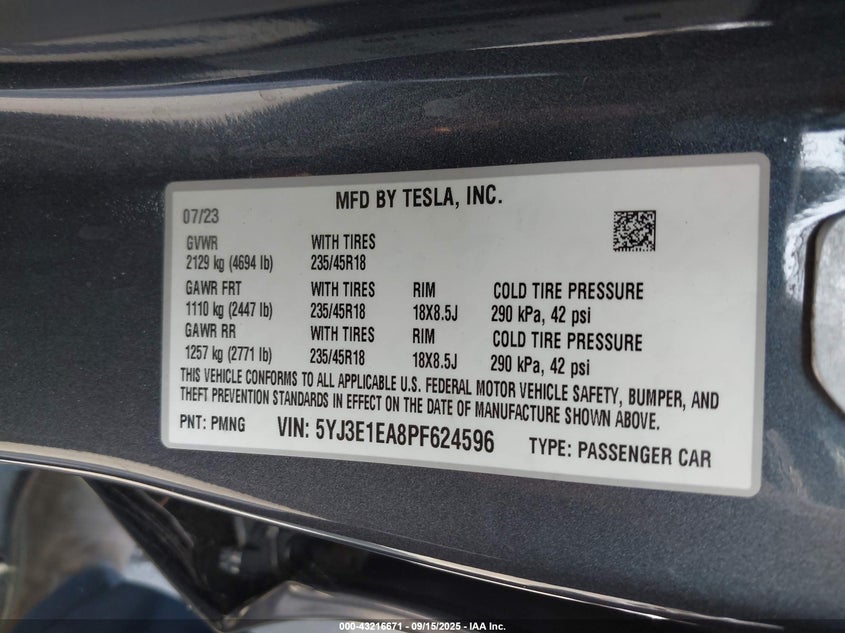 MFD BY TESLA, INC.
07/23
GVWR WITH TIRES
2129 kg (4694 lb) 235/45R18
GAWR FRT WITH TIRES RIM COLD TIRE PRESSURE
1110 kg (2447 lb) 235/45R18 18X8.5J 290 kPa, 42 psi
GAWR RR WITH TIRES RIM COLD TIRE PRESSURE
1257 kg (2771 lb) 235/45R18 18X8.5J 290 kPa, 42 psi
THIS VEHICLE CONFORMS TO ALL APPLICABLE U.S. FEDERAL MOTOR VEHICLE SAFETY, BUMPER, AND
THEFT PREVENTION STANDARDS IN EFFECT ON THE DATE OF MANUFACTURE SHOWN ABOVE.
PNT: PMNG VIN: 5YJ3E1EA8PF624596 TYPE: PASSENGER CAR
000-43216671 - 09/15/2025 - IAA Inc.